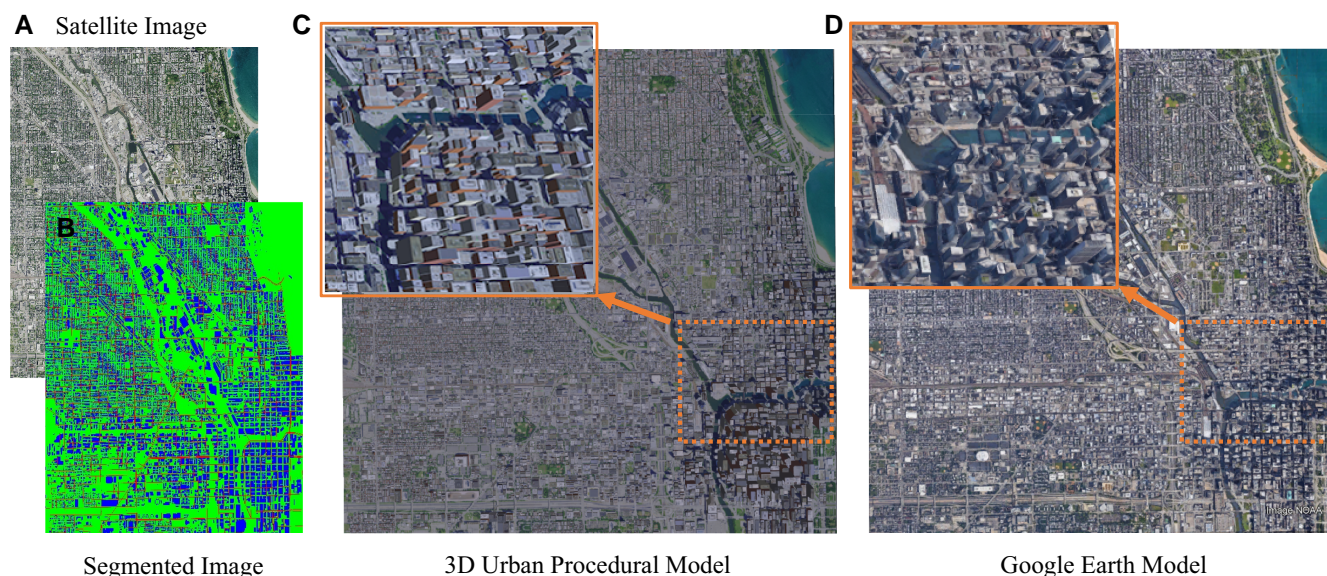 A Satellite Image
C
D
B
Image NOAA
Segmented Image
3D Urban Procedural Model
Google Earth Model